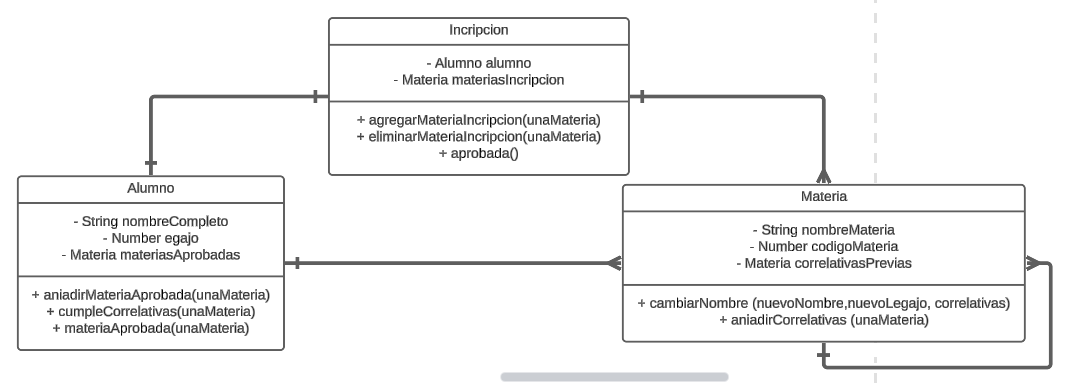 Incripcion
- Alumno alumno
- Materia materiasIncripcion
+ agregarMateriaIncripcion(unaMateria)
+ eliminarMateriaIncripcion(unaMateria)
+ aprobada()
Alumno
- String nombreCompleto
- Number egajo
- Materia materiasAprobadas
+ aniadirMateriaAprobada(unaMateria)
+ cumpleCorrelativas(unaMateria)
+ materiaAprobada(unaMateria)
Materia
- String nombreMateria
- Number codigoMateria
- Materia correlativasPrevias
+ cambiarNombre (nuevoNombre,nuevoLegajo, correlativas)
+ aniadirCorrelativas (unaMateria)